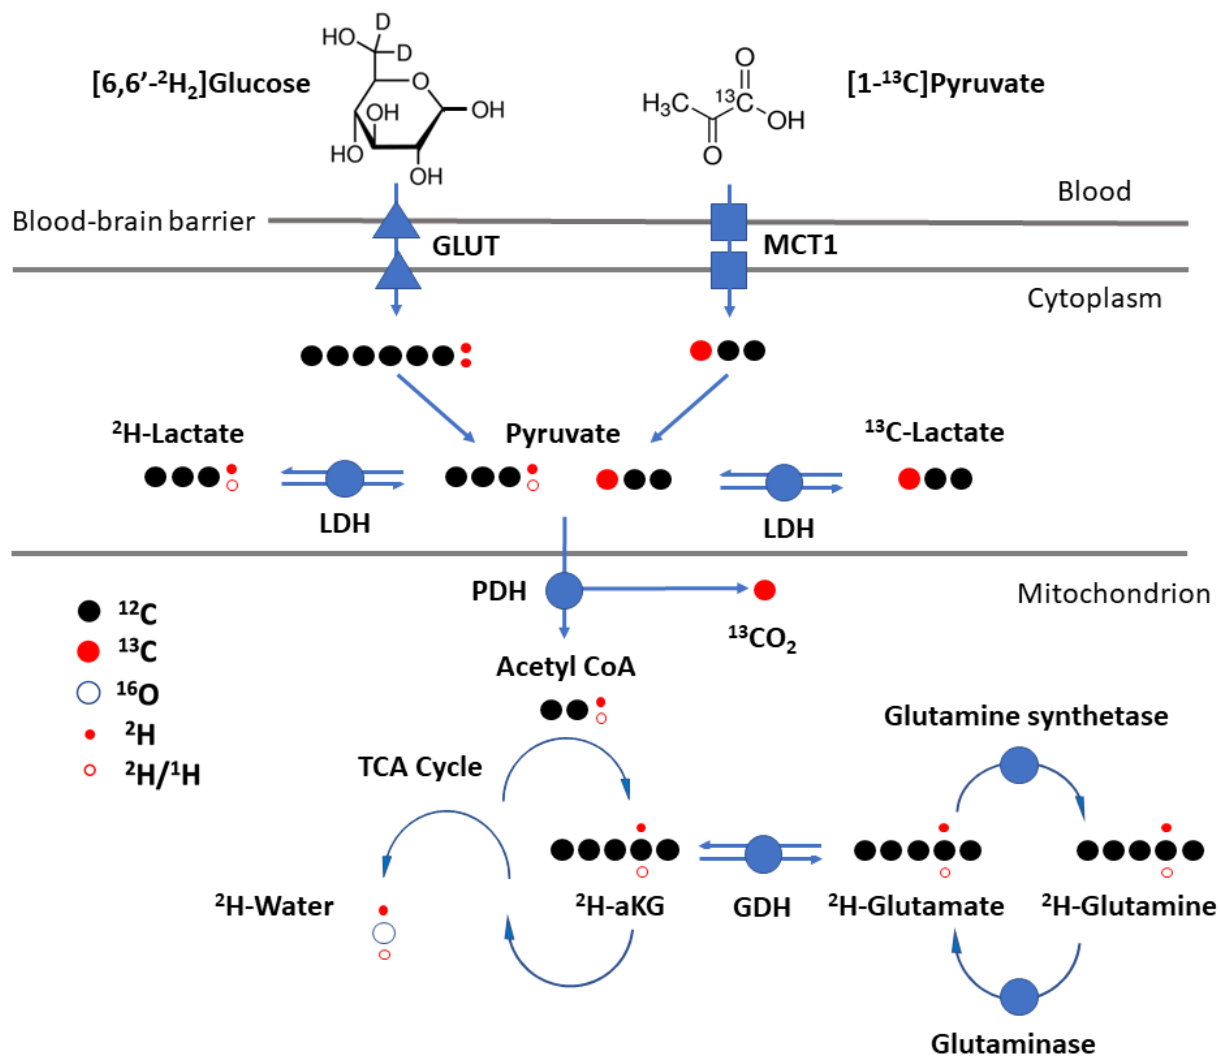 [6,6'-²H₂]Glucose
HO
D
D
O
OH
OH
HO
HO
OH
[1-¹³C]Pyruvate
O
H₃C
¹³C
OH
O
Blood
Blood-brain barrier
GLUT
MCT1
Cytoplasm
²H-Lactate
Pyruvate
¹³C-Lactate
LDH
LDH
PDH
Mitochondrion
¹²C
¹³C
¹⁶O
²H
²H/¹H
¹³CO₂
Acetyl CoA
Glutamine synthetase
TCA Cycle
²H-Water
²H-aKG
GDH
²H-Glutamate
²H-Glutamine
Glutaminase